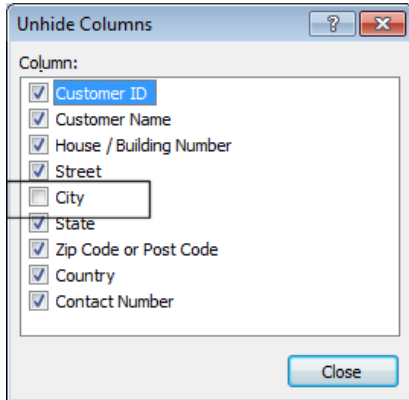 Unhide Columns
Column:
Customer ID
Customer Name
House / Building Number
Street
City
State
Zip Code or Post Code
Country
Contact Number
Close